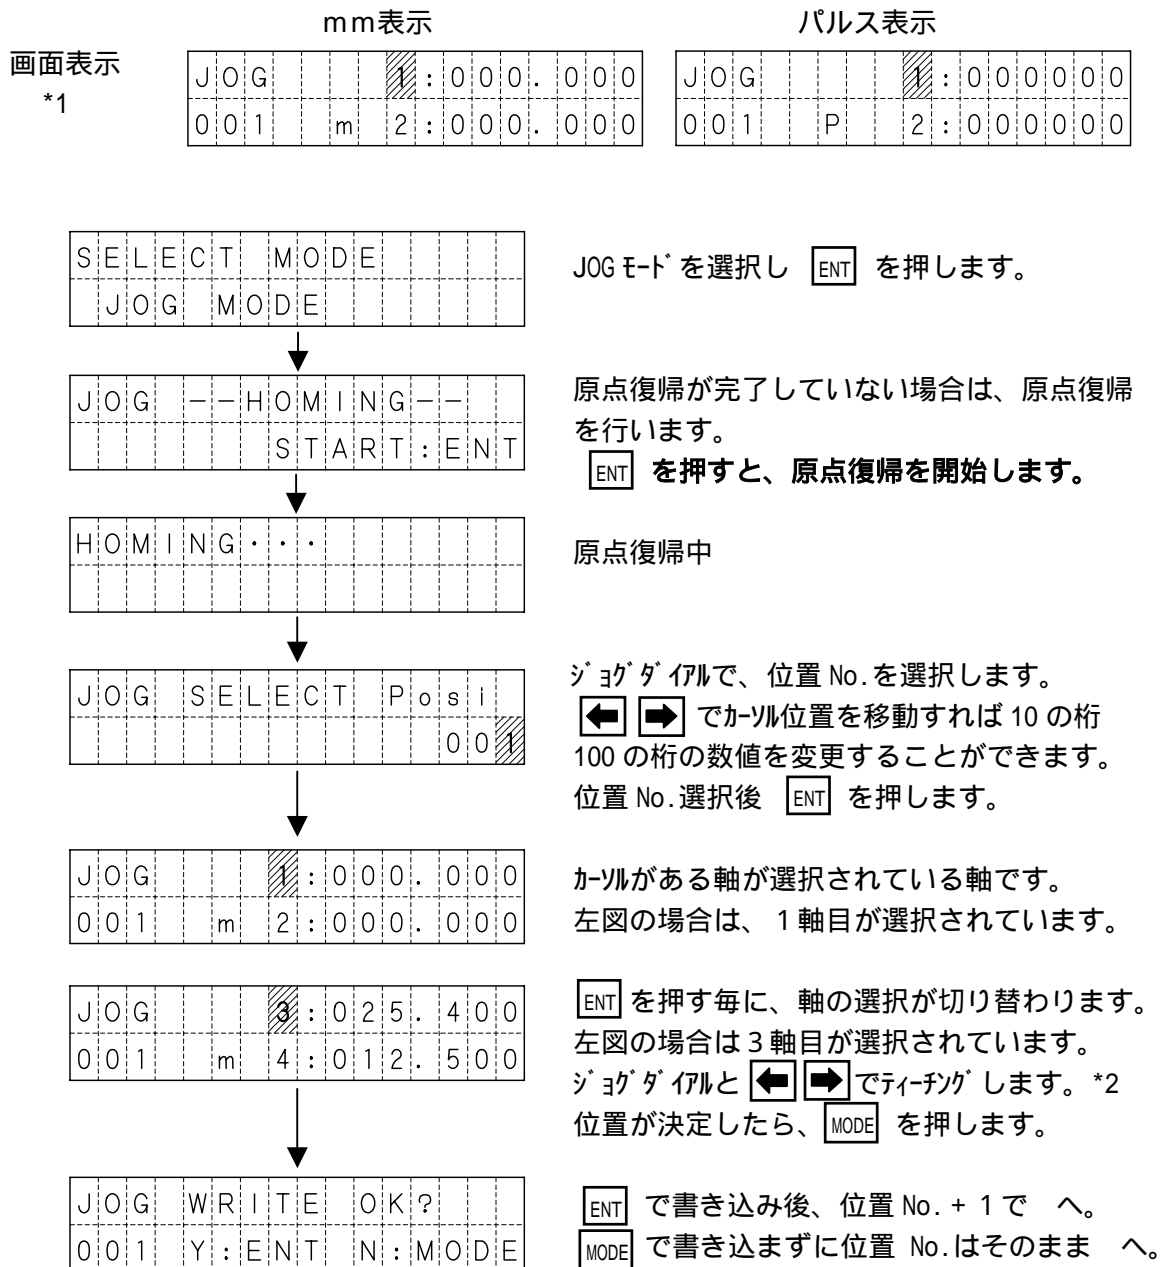 mm表示 パルス表示
画面表示
*1
JOG 1:000.000 JOG 1:000000
001 m 2:000.000 001 P 2:000000
SELECT MODE
JOG MODE
JOGモードを選択し ENT を押します。
JOG --HOMING--
START:ENT
原点復帰が完了していない場合は、原点復帰
を行います。
ENT を押すと、原点復帰を開始します。
HOMING・・・
原点復帰中
JOG SELECT Posi
001
ジョグダイアルで、位置 No.を選択します。
← → でカーソル位置を移動すれば 10 の桁
100 の桁の数値を変更することができます。
位置 No.選択後 ENT を押します。
JOG 1:000.000
001 m 2:000.000
カーソルがある軸が選択されている軸です。
左図の場合は、1軸目が選択されています。
JOG 3:025.400
001 m 4:012.500
ENT を押す毎に、軸の選択が切り替わります。
左図の場合は3軸目が選択されています。
ジョグダイアルと ← → でティーチングします。*2
位置が決定したら、MODE を押します。
JOG WRITE OK?
001 Y:ENT N:MODE
ENT で書き込み後、位置 No.+1で へ。
MODE で書き込まずに位置 No.はそのまま へ。